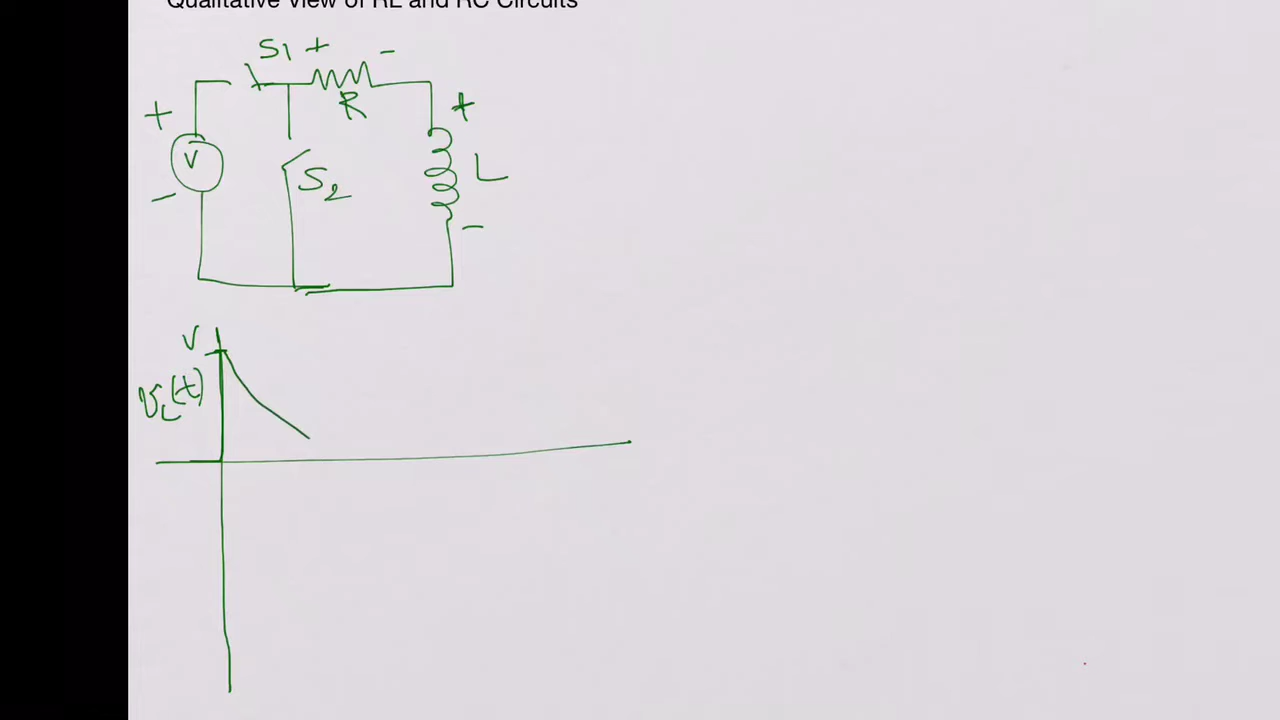 Qualitative View of RL and RC Circuits
S1 + -
+ R +
V S2 L
- -
V
VL(t)